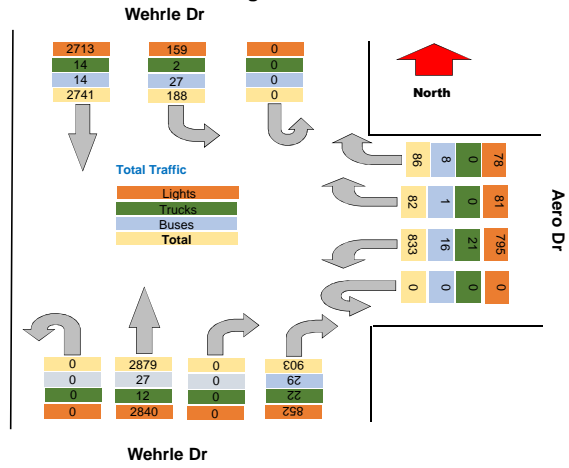 Wehrle Dr
2713 159 0
14 2 0
14 27 0
2741 188 0
North
86 8 0 78
Total Traffic
Lights
Trucks
Buses
Total
82 1 0 81
833 16 21 795
0 0 0 0
Aero Dr
0 2879 0 903
0 27 0 29
0 12 0 22
0 2840 0 852
Wehrle Dr